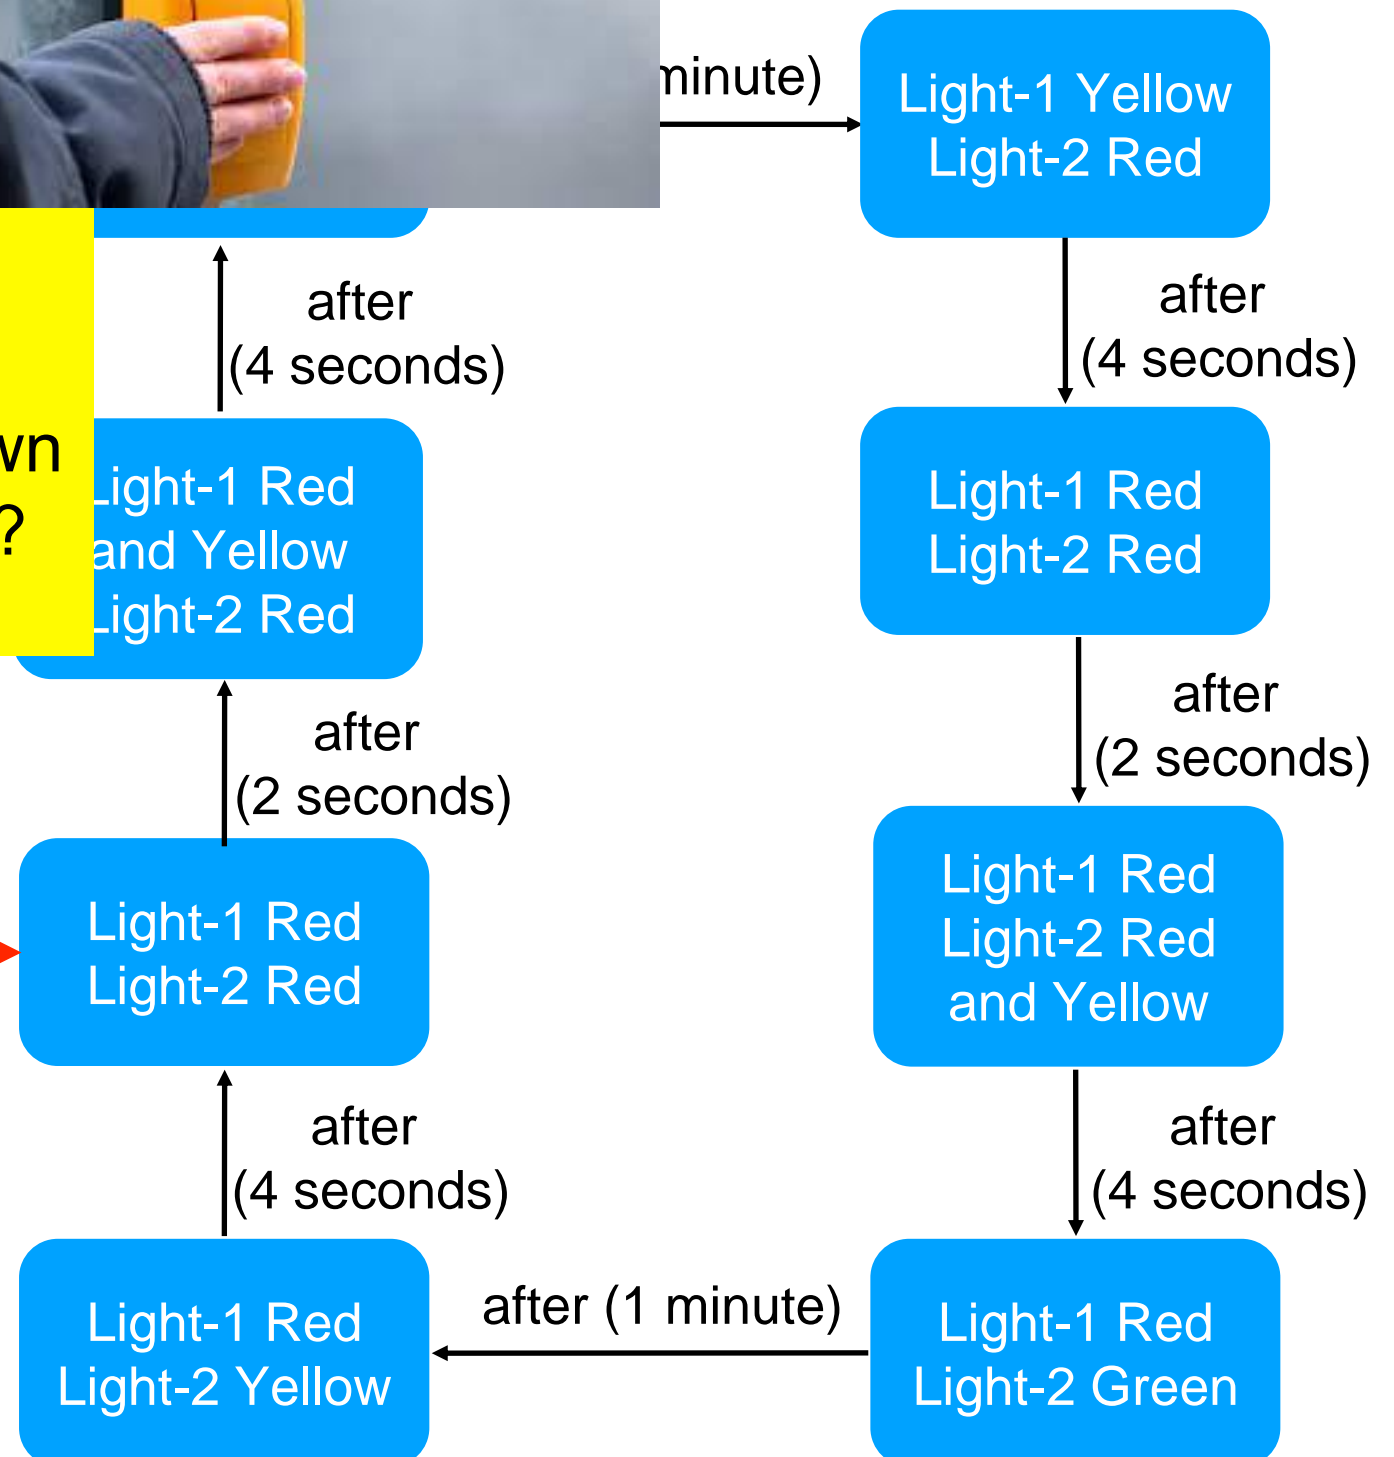 minute)
Light-1 Yellow
Light-2 Red
after
(4 seconds)
after
(4 seconds)
?
Light-1 Red
and Yellow
Light-2 Red
Light-1 Red
Light-2 Red
after
(2 seconds)
after
(2 seconds)
Light-1 Red
Light-2 Red
Light-1 Red
Light-2 Red
and Yellow
after
(4 seconds)
after
(4 seconds)
Light-1 Red
Light-2 Yellow
after (1 minute)
Light-1 Red
Light-2 Green